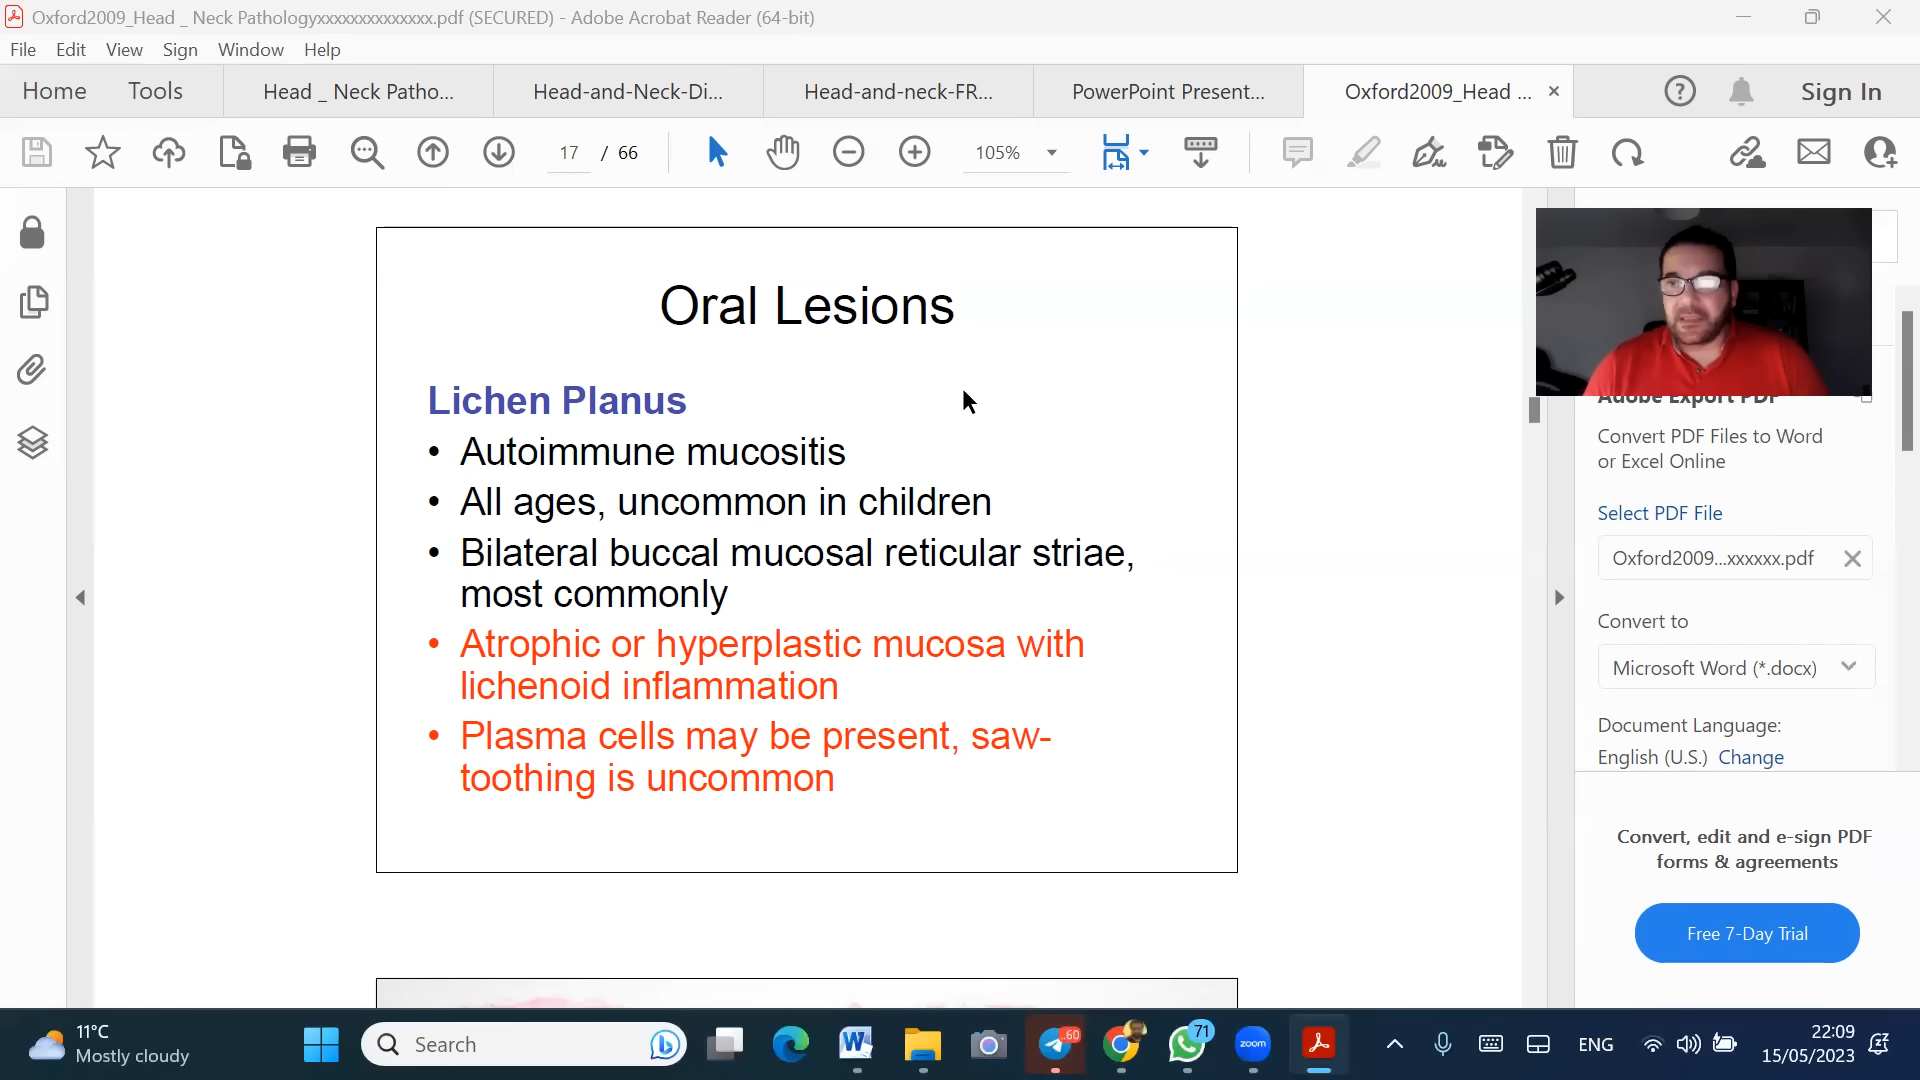 Oxford2009_Head _ Neck Pathologyxxxxxxxxxxxxxx.pdf (SECURED) - Adobe Acrobat Reader (64-bit)
File Edit View Sign Window Help
Home Tools Head _ Neck Patho... Head-and-Neck-Di... Head-and-neck-FR... PowerPoint Present... Oxford2009_Head ... × Sign In
17 / 66 105%
Oral Lesions
Lichen Planus
• Autoimmune mucositis
• All ages, uncommon in children
• Bilateral buccal mucosal reticular striae,
most commonly
• Atrophic or hyperplastic mucosa with
lichenoid inflammation
• Plasma cells may be present, saw-
toothing is uncommon
Adobe Export PDF
Convert PDF Files to Word
or Excel Online
Select PDF File
Oxford2009...xxxxxx.pdf
Convert to
Microsoft Word (*.docx)
Document Language:
English (U.S.) Change
Convert, edit and e-sign PDF
forms & agreements
Free 7-Day Trial
11°C
Mostly cloudy
Search
60
71
zoom
ENG
22:09
15/05/2023